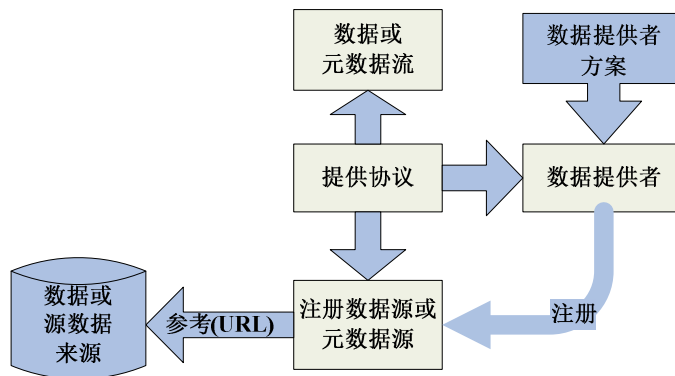 数据或
元数据流
数据提供者
方案
提供协议
数据提供者
数据或
源数据
来源
参考(URL)
注册数据源或
元数据源
注册